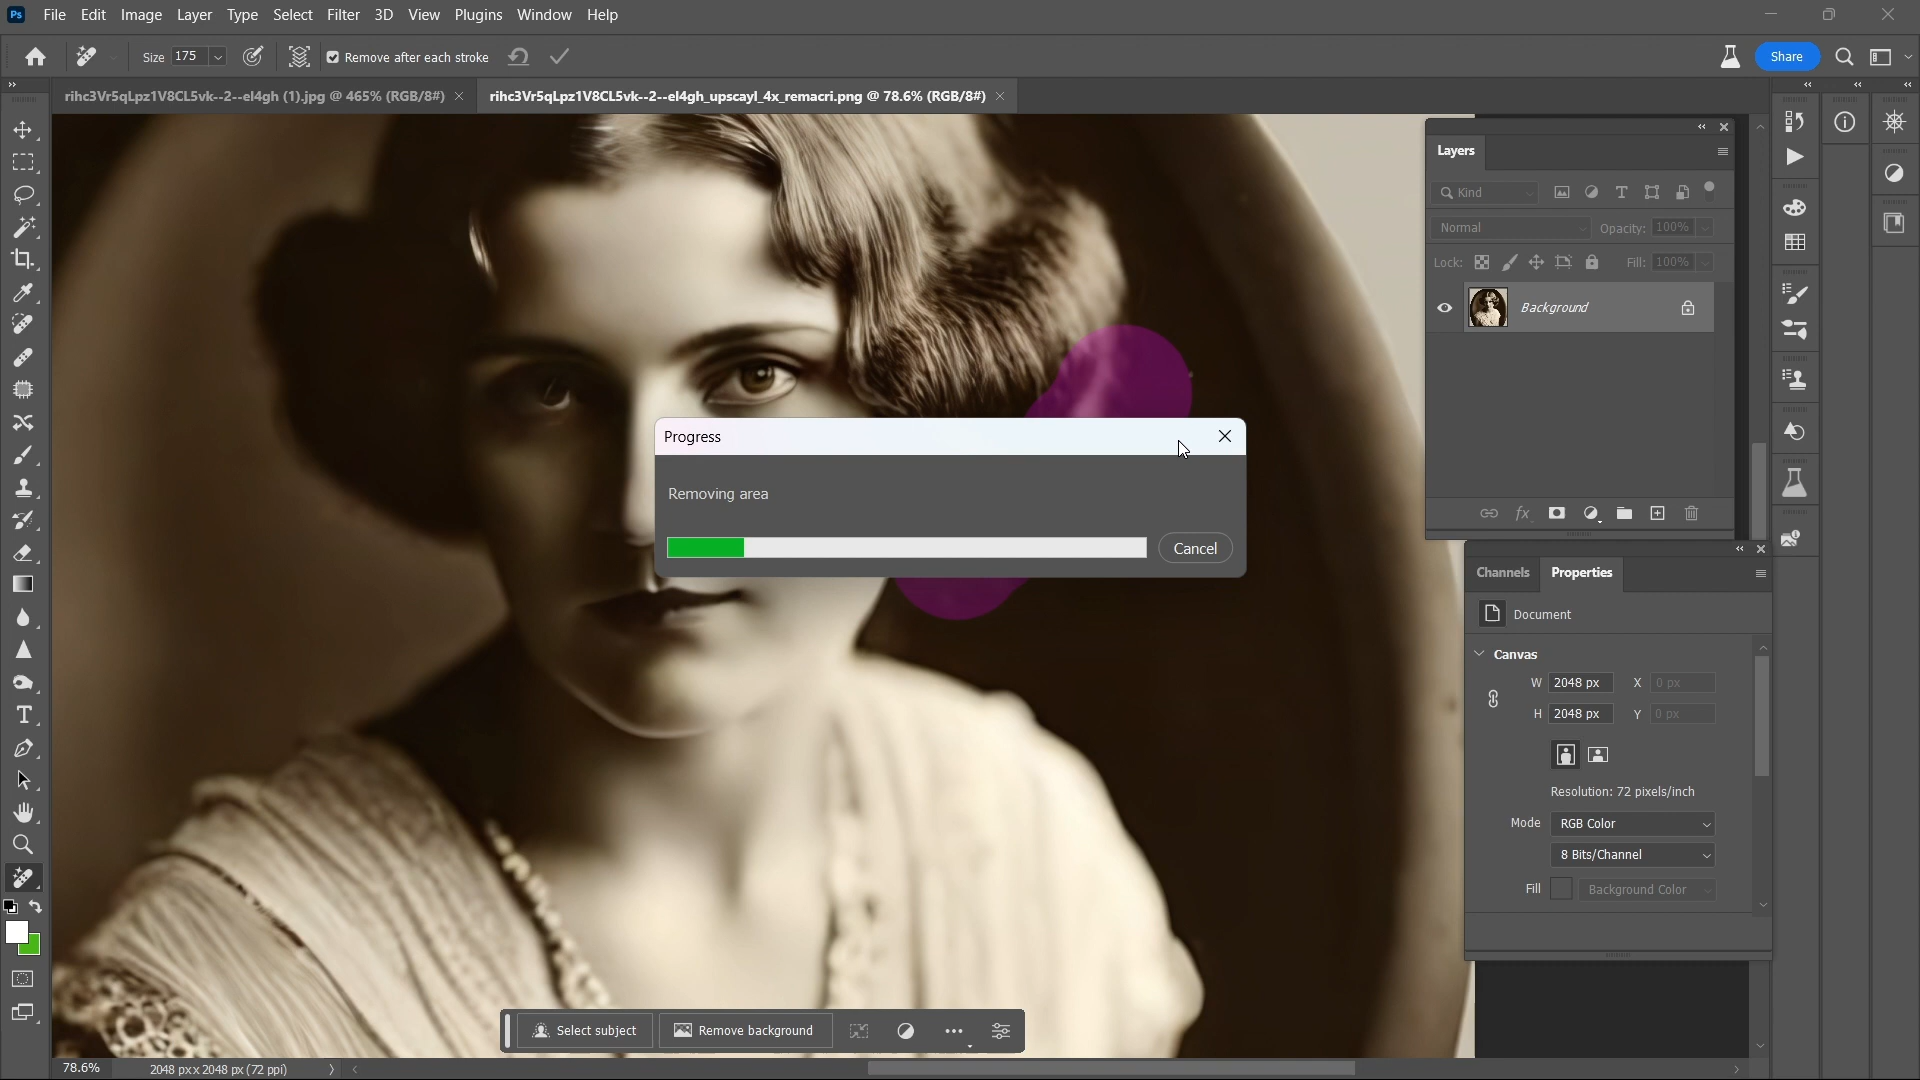 Ps File Edit Image Layer Type Select Filter 3D View Plugins Window Help
Size 175 Remove after each stroke Share
rihc3Vr5qLpz1V8CL5vk--2--el4gh (1).jpg @ 465% (RGB/8#) rihc3Vr5qLpz1V8CL5vk--2--el4gh_upscayl_4x_remacri.png @ 78.6% (RGB/8#)
Layers
Kind
Normal Opacity: 100%
Lock: Fill: 100%
Background
fx
Progress
Removing area
Cancel
Channels Properties
Document
Canvas
W 2048 px X 0 px
H 2048 px Y 0 px
Resolution: 72 pixels/inch
Mode RGB Color
8 Bits/Channel
Fill Background Color
Select subject Remove background
78.6% 2048 px x 2048 px (72 ppi)